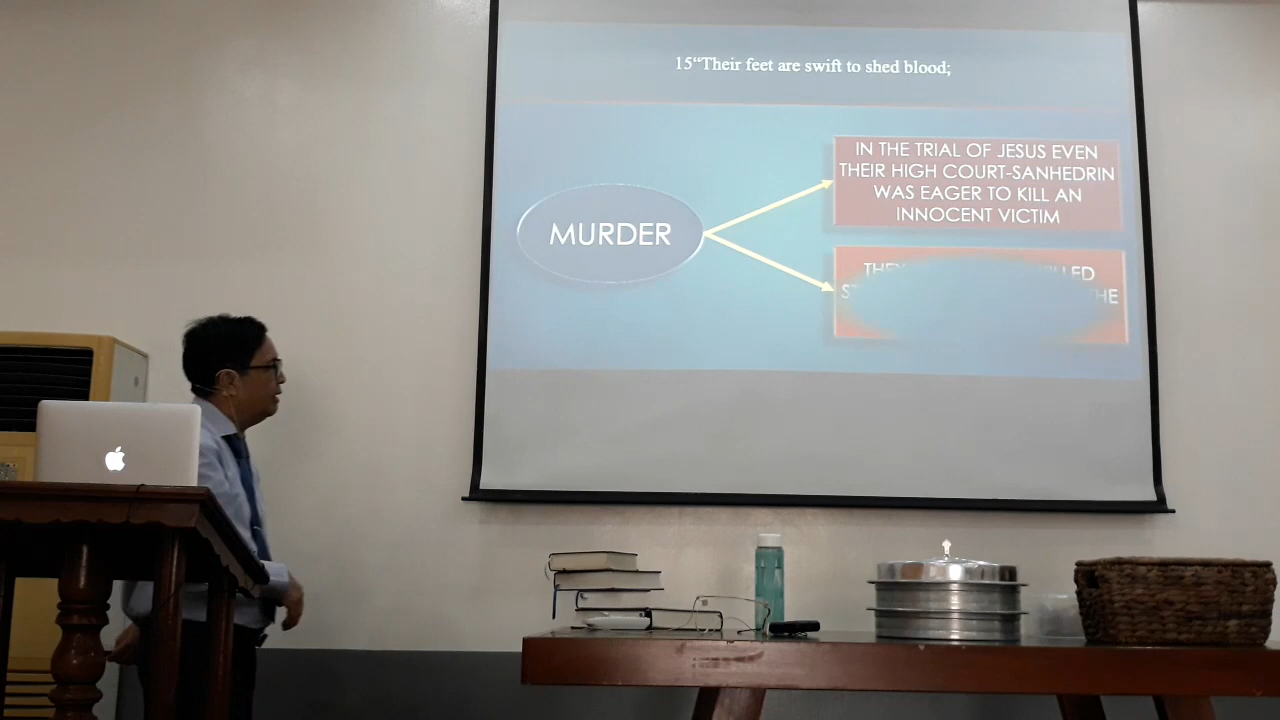 15“Their feet are swift to shed blood;
MURDER
IN THE TRIAL OF JESUS EVEN
THEIR HIGH COURT-SANHEDRIN
WAS EAGER TO KILL AN
INNOCENT VICTIM